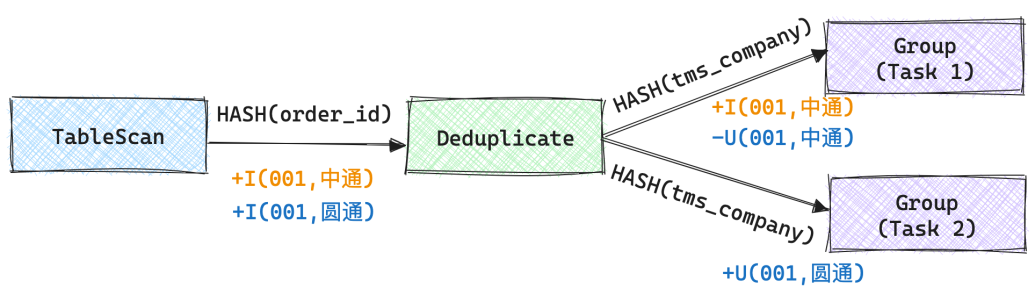 TableScan
HASH(order_id)
+I(001,中通)
+I(001,圆通)
Deduplicate
HASH(tms_company)
+I(001,中通)
-U(001,中通)
Group
(Task 1)
HASH(tms_company)
+U(001,圆通)
Group
(Task 2)